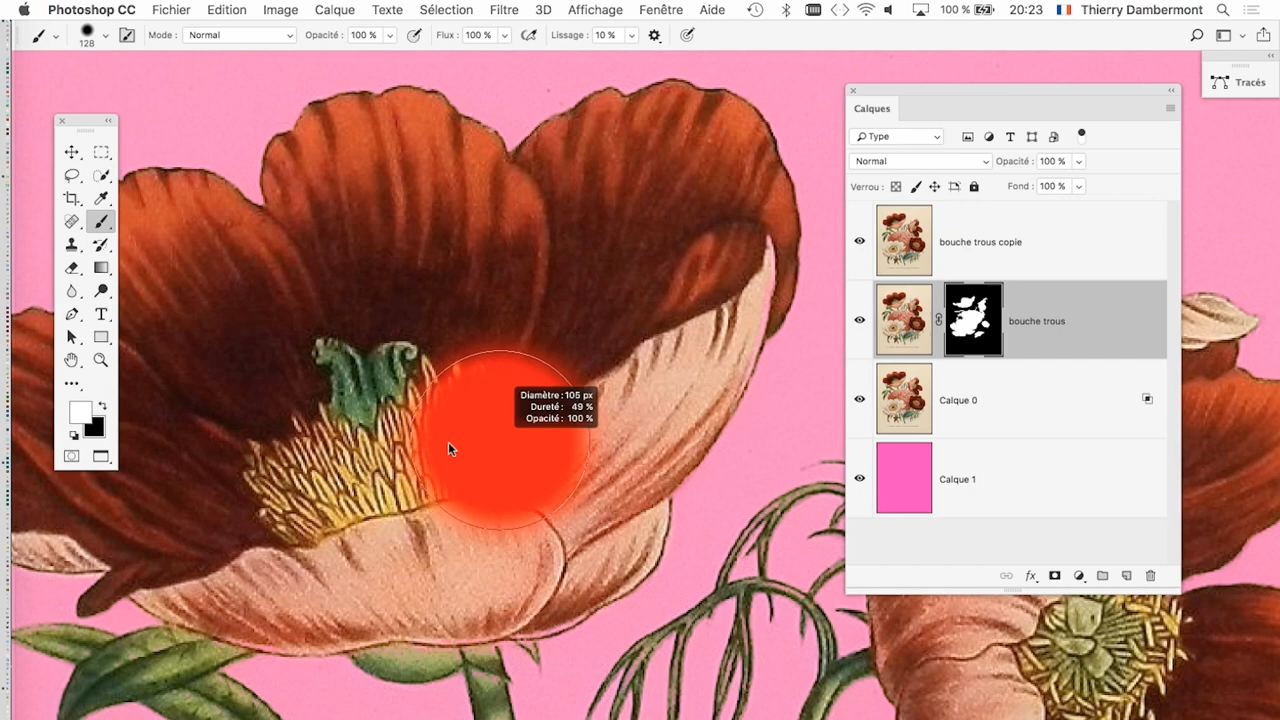 Photoshop CC Fichier Edition Image Calque Texte Sélection Filtre 3D Affichage Fenêtre Aide 100 % 20:23 Thierry Dambermont
128 Mode : Normal Opacité : 100 % Flux : 100 % Lissage : 10 %
Tracés
Calques
Type
Normal Opacité : 100 %
Verrou : Fond : 100 %
bouche trous copie
bouche trous
Calque 0
Calque 1
fx
Diamètre : 105 px
Dureté : 49 %
Opacité : 100 %